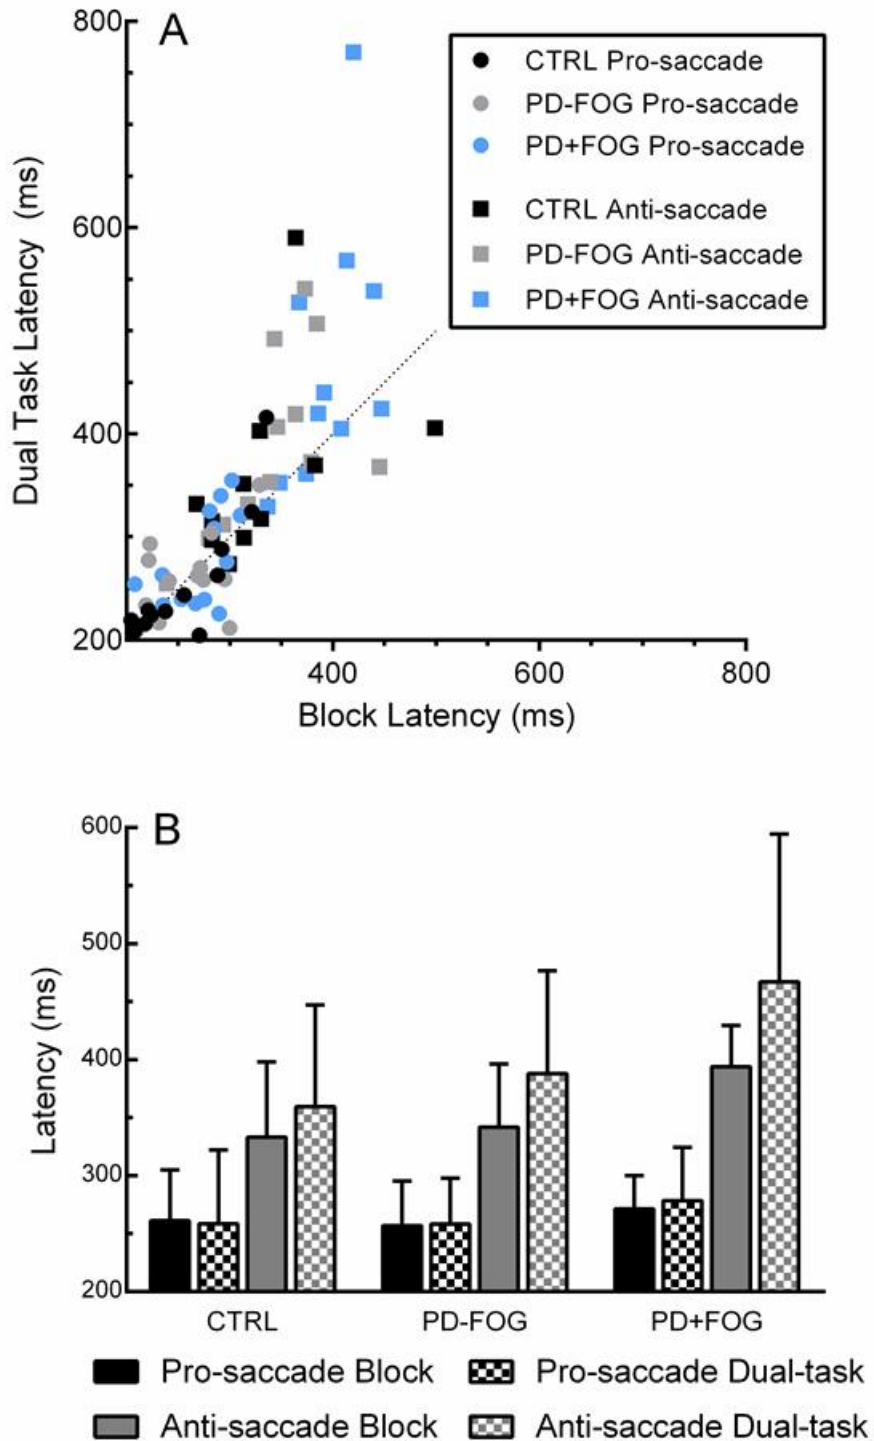 A
800
600
400
200
Dual Task Latency (ms)
CTRL Pro-saccade
PD-FOG Pro-saccade
PD+FOG Pro-saccade
CTRL Anti-saccade
PD-FOG Anti-saccade
PD+FOG Anti-saccade
400 600 800
Block Latency (ms)
B
600
500
400
300
200
Latency (ms)
CTRL PD-FOG PD+FOG
Pro-saccade Block Pro-saccade Dual-task
Anti-saccade Block Anti-saccade Dual-task